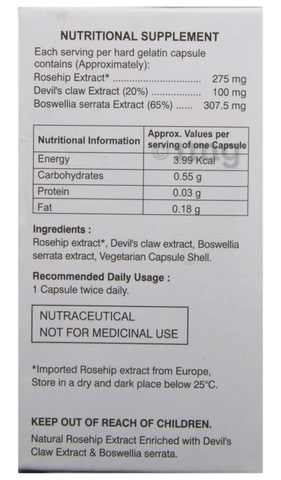 NUTRITIONAL SUPPLEMENT
Each serving per hard gelatin capsule
contains (Approximately):
Rosehip Extract* ........................... 275 mg
Devil's claw Extract (20%) ................. 100 mg
Boswellia serrata Extract (65%) ...... 307.5 mg
Nutritional Information Approx. Values per
serving of one Capsule
Energy 3.99 Kcal
Carbohydrates 0.55 g
Protein 0.03 g
Fat 0.18 g
Ingredients :
Rosehip extract*, Devil's claw extract, Boswellia
serrata extract, Vegetarian Capsule Shell.
Recommended Daily Usage :
1 Capsule twice daily.
NUTRACEUTICAL
NOT FOR MEDICINAL USE
*Imported Rosehip extract from Europe,
Store in a dry and dark place below 25°C.
KEEP OUT OF REACH OF CHILDREN.
Natural Rosehip Extract Enriched with Devil's
Claw Extract & Boswellia serrata.